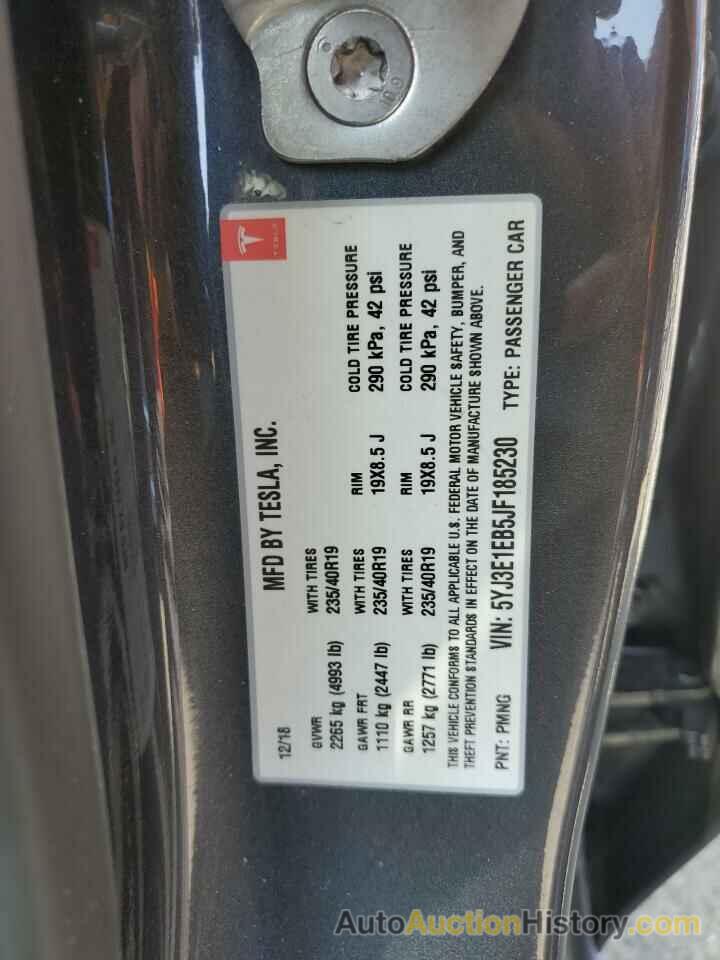 TESLA
MFD BY TESLA, INC.
12/18
GVWR WITH TIRES
2265 kg (4993 lb) 235/40R19
GAWR FRT WITH TIRES RIM COLD TIRE PRESSURE
1110 kg (2447 lb) 235/40R19 19X8.5 J 290 kPa, 42 psi
GAWR RR WITH TIRES RIM COLD TIRE PRESSURE
1257 kg (2771 lb) 235/40R19 19X8.5 J 290 kPa, 42 psi
THIS VEHICLE CONFORMS TO ALL APPLICABLE U.S. FEDERAL MOTOR VEHICLE SAFETY, BUMPER, AND
THEFT PREVENTION STANDARDS IN EFFECT ON THE DATE OF MANUFACTURE SHOWN ABOVE.
PNT: PMNG VIN: 5YJ3E1EB5JF185230 TYPE: PASSENGER CAR
AutoAuctionHistory.com